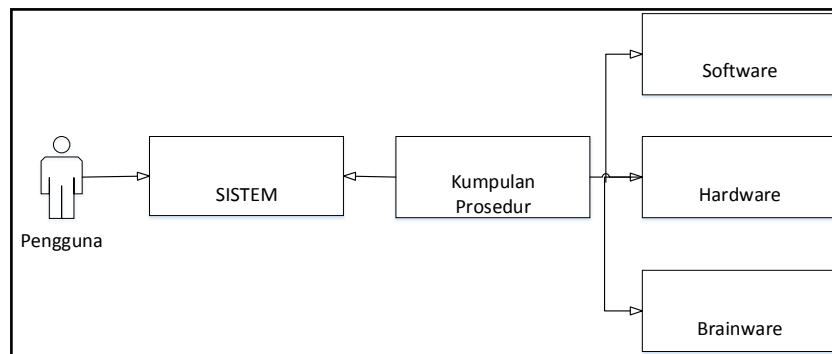 Software
SISTEM
Kumpulan
Prosedur
Hardware
Pengguna
Brainware